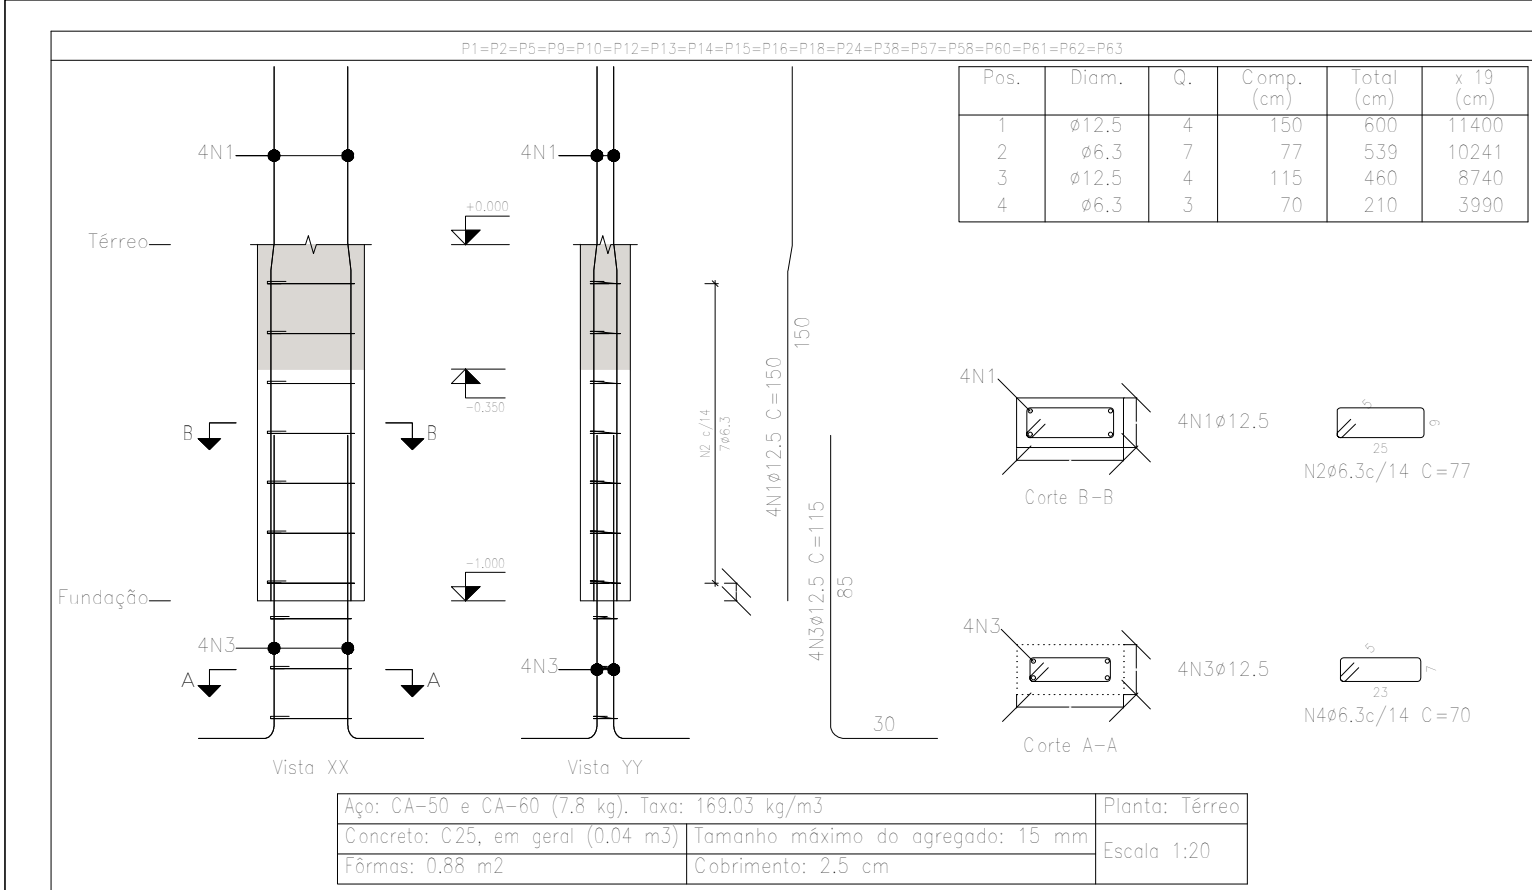 P1=P2=P5=P9=P10=P12=P13=P14=P15=P16=P18=P24=P38=P57=P58=P60=P61=P62=P63
Pos. Diam. Q. Comp. (cm) Total (cm) x 19 (cm)
1 ø12.5 4 150 600 11400
2 ø6.3 7 77 539 10241
3 ø12.5 4 115 460 8740
4 ø6.3 3 70 210 3990
4N1
4N1
+0.000
Térreo
-0.350
B
B
-1.000
Fundação
4N3
4N3
A
A
Vista XX
Vista YY
N2 c/14
7ø6.3
4N1ø12.5 C=150
150
4N3ø12.5 C=115
85
30
4N1
4N1ø12.5
Corte B-B
5
9
25
N2ø6.3c/14 C=77
4N3
4N3ø12.5
Corte A-A
5
7
23
N4ø6.3c/14 C=70
Aço: CA-50 e CA-60 (7.8 kg). Taxa: 169.03 kg/m3
Planta: Térreo
Concreto: C25, em geral (0.04 m3)
Tamanho máximo do agregado: 15 mm
Escala 1:20
Fôrmas: 0.88 m2
Cobrimento: 2.5 cm